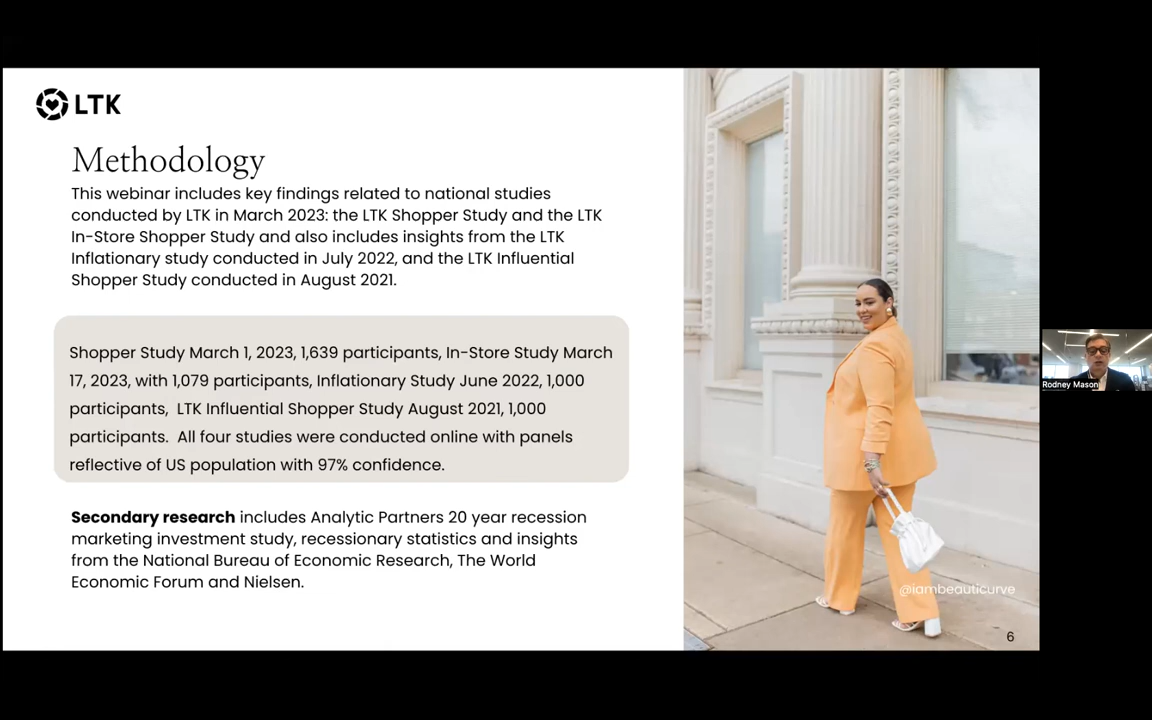 LTK
Methodology
This webinar includes key findings related to national studies
conducted by LTK in March 2023: the LTK Shopper Study and the LTK
In-Store Shopper Study and also includes insights from the LTK
Inflationary study conducted in July 2022, and the LTK Influential
Shopper Study conducted in August 2021.
Shopper Study March 1, 2023, 1,639 participants, In-Store Study March
17, 2023, with 1,079 participants, Inflationary Study June 2022, 1,000
participants,  LTK Influential Shopper Study August 2021, 1,000
participants.  All four studies were conducted online with panels
reflective of US population with 97% confidence.
Secondary research includes Analytic Partners 20 year recession
marketing investment study, recessionary statistics and insights
from the National Bureau of Economic Research, The World
Economic Forum and Nielsen.
@iambeauticurve
6
Rodney Mason